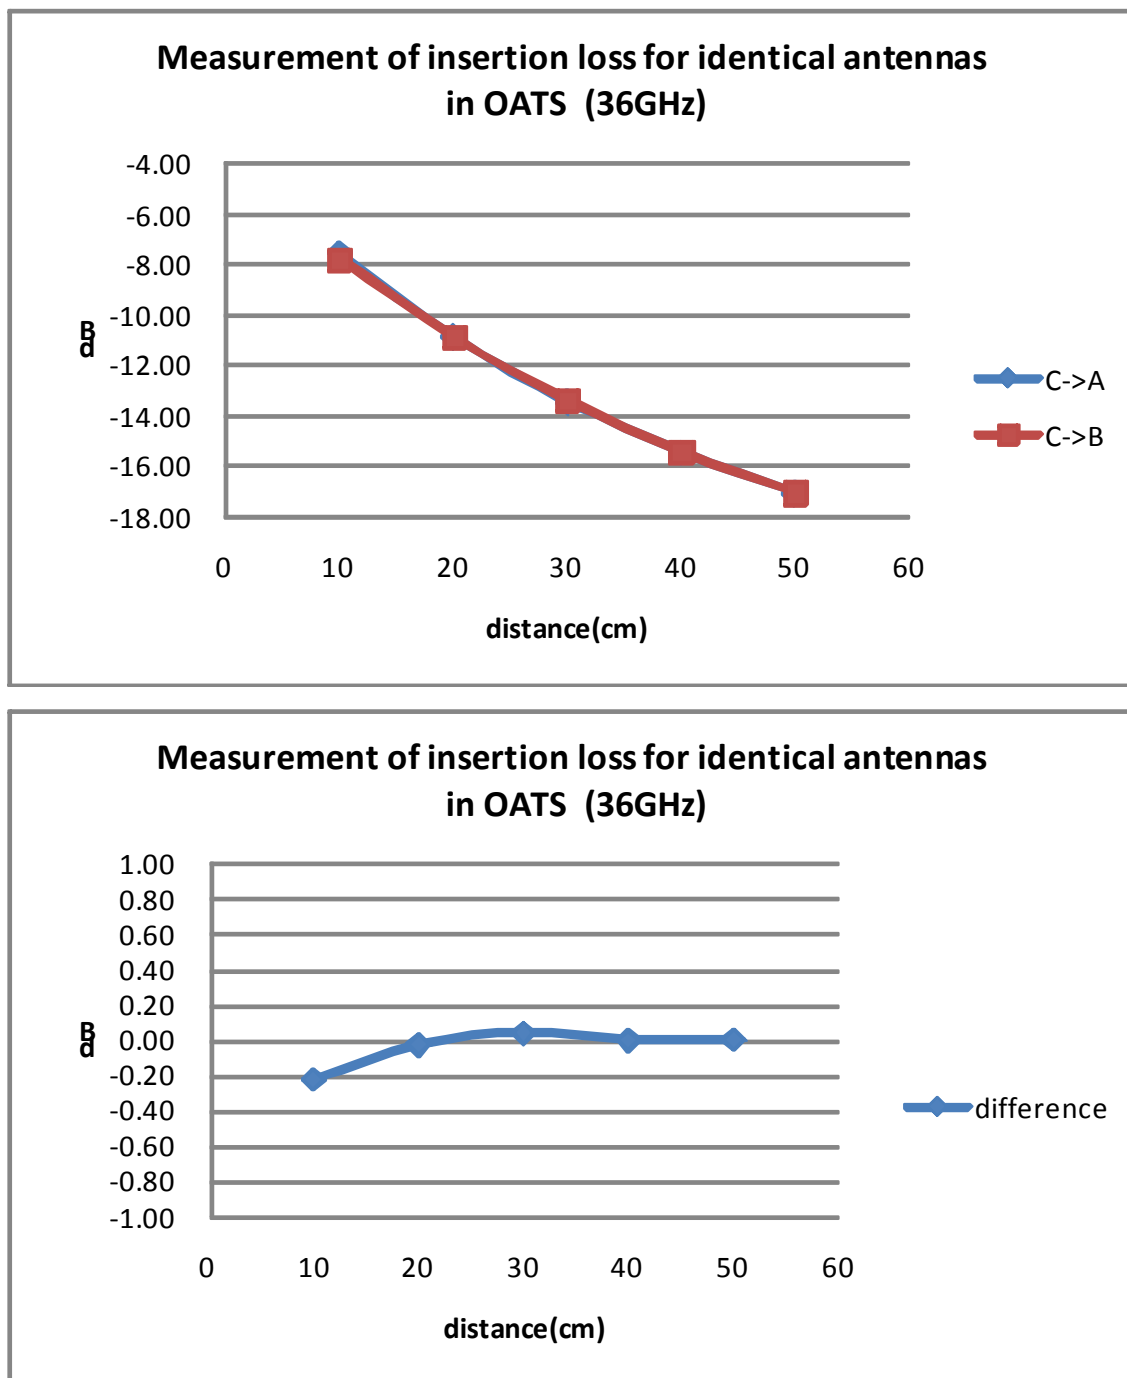 Measurement of insertion loss for identical antennas
in OATS (36GHz)
-4.00
-6.00
-8.00
-10.00
-12.00
-14.00
-16.00
-18.00
dB
0 10 20 30 40 50 60
distance(cm)
C->A
C->B
Measurement of insertion loss for identical antennas
in OATS (36GHz)
1.00
0.80
0.60
0.40
0.20
0.00
-0.20
-0.40
-0.60
-0.80
-1.00
dB
0 10 20 30 40 50 60
distance(cm)
difference